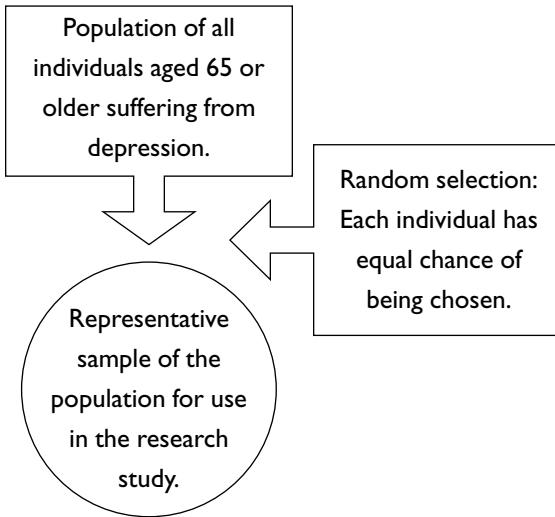 Population of all
individuals aged 65 or
older suffering from
depression.
Random selection:
Each individual has
equal chance of
being chosen.
Representative
sample of the
population for use
in the research
study.